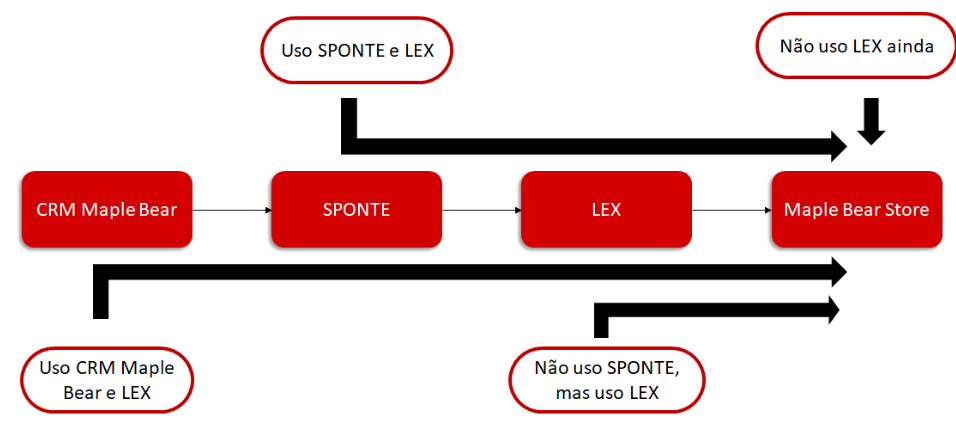 Uso SPONTE e LEX
Não uso LEX ainda
CRM Maple Bear
SPONTE
LEX
Maple Bear Store
Uso CRM Maple
Bear e LEX
Não uso SPONTE,
mas uso LEX